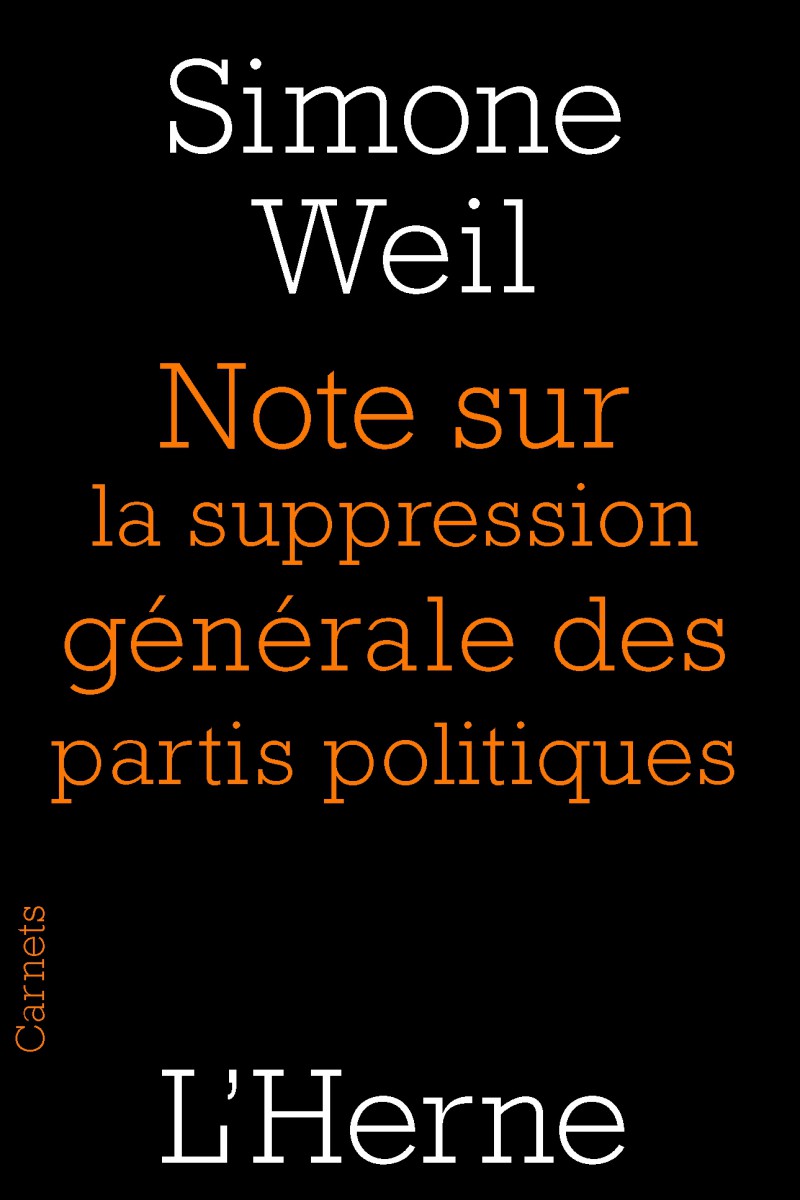 Simone
Weil
Note sur
la suppression
générale des
partis politiques
Carnets
L’Herne